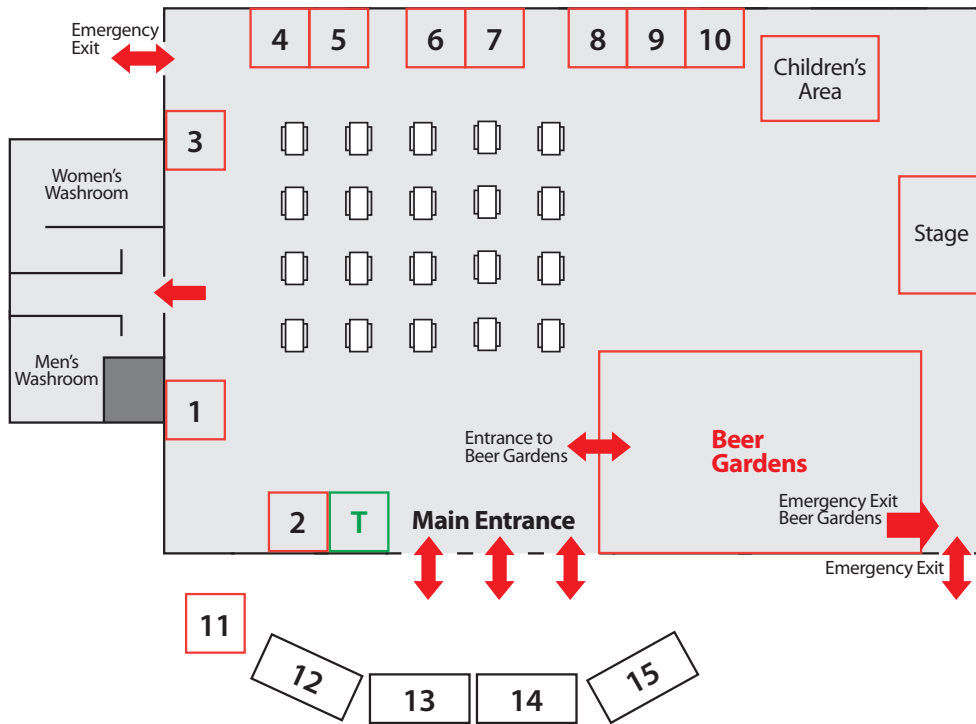 Emergency
Exit
4
5
6
7
8
9
10
Children's
Area
3
Women's
Washroom
Stage
Men's
Washroom
1
Entrance to
Beer Gardens
Beer
Gardens
Emergency Exit
Beer Gardens
2
T
Main Entrance
Emergency Exit
11
12
13
14
15